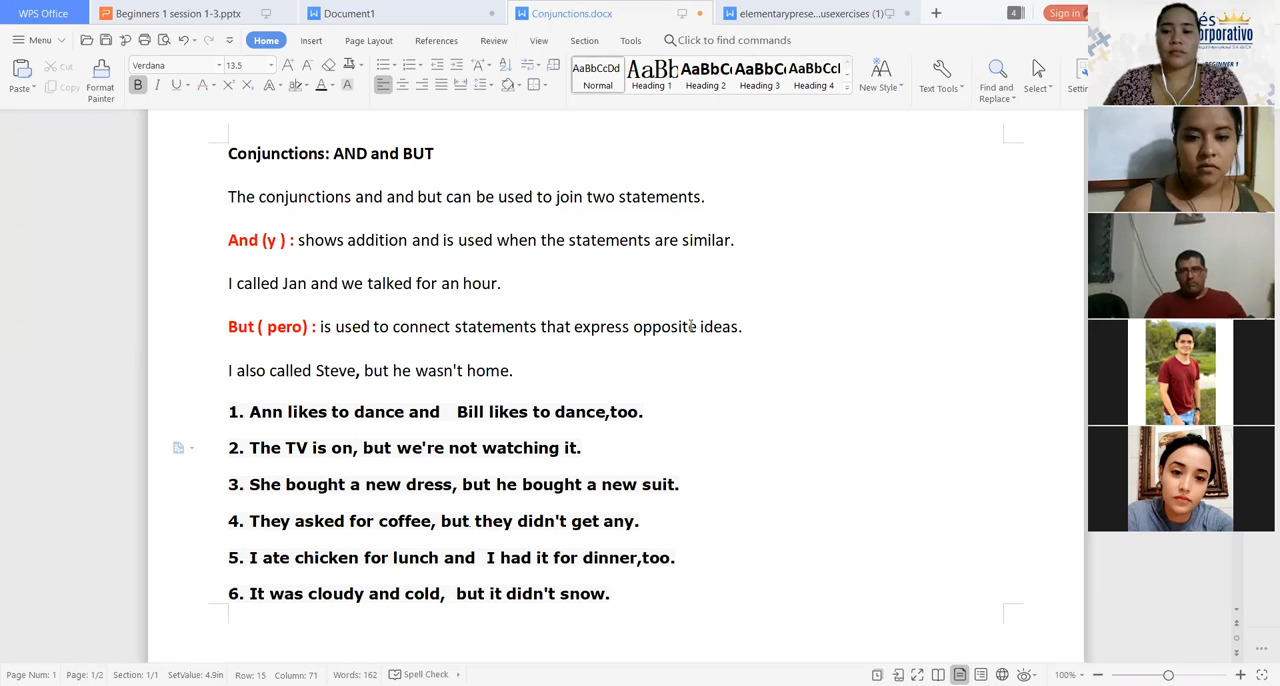 WPS Office
Beginners 1 session 1-3.pptx
Document1
Conjunctions.docx
elementaryprese...usexercises (1)
4
Sign in
Menu
Home
Insert
Page Layout
References
Review
View
Section
Tools
Click to find commands
Paste
Cut
Copy
Format Painter
Verdana
13.5
AaBbCcDd
Normal
AaBb
Heading 1
AaBbC
Heading 2
AaBbC
Heading 3
AaBbCcl
Heading 4
New Style
Text Tools
Find and Replace
Select
Conjunctions: AND and BUT
The conjunctions and and but can be used to join two statements.
And (y ) : shows addition and is used when the statements are similar.
I called Jan and we talked for an hour.
But ( pero) : is used to connect statements that express opposite ideas.
I also called Steve, but he wasn't home.
1. Ann likes to dance and Bill likes to dance,too.
2. The TV is on, but we're not watching it.
3. She bought a new dress, but he bought a new suit.
4. They asked for coffee, but they didn't get any.
5. I ate chicken for lunch and I had it for dinner,too.
6. It was cloudy and cold, but it didn't snow.
Page Num: 1
Page: 1/2
Section: 1/1
SetValue: 4.9in
Row: 15
Column: 71
Words: 162
Spell Check
100%
BEGINNER 1